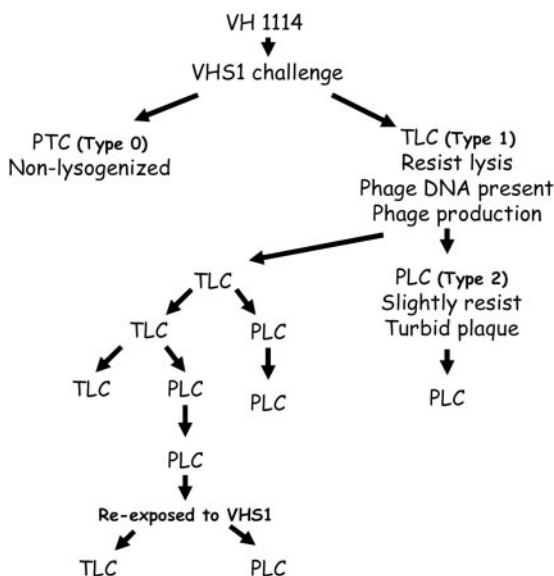 VH 1114
VHS1 challenge
PTC (Type 0)
Non-lysogenized
TLC (Type 1)
Resist lysis
Phage DNA present
Phage production
TLC
PLC (Type 2)
Slightly resist
Turbid plaque
TLC
PLC
TLC
PLC
PLC
PLC
PLC
Re-exposed to VHS1
TLC
PLC